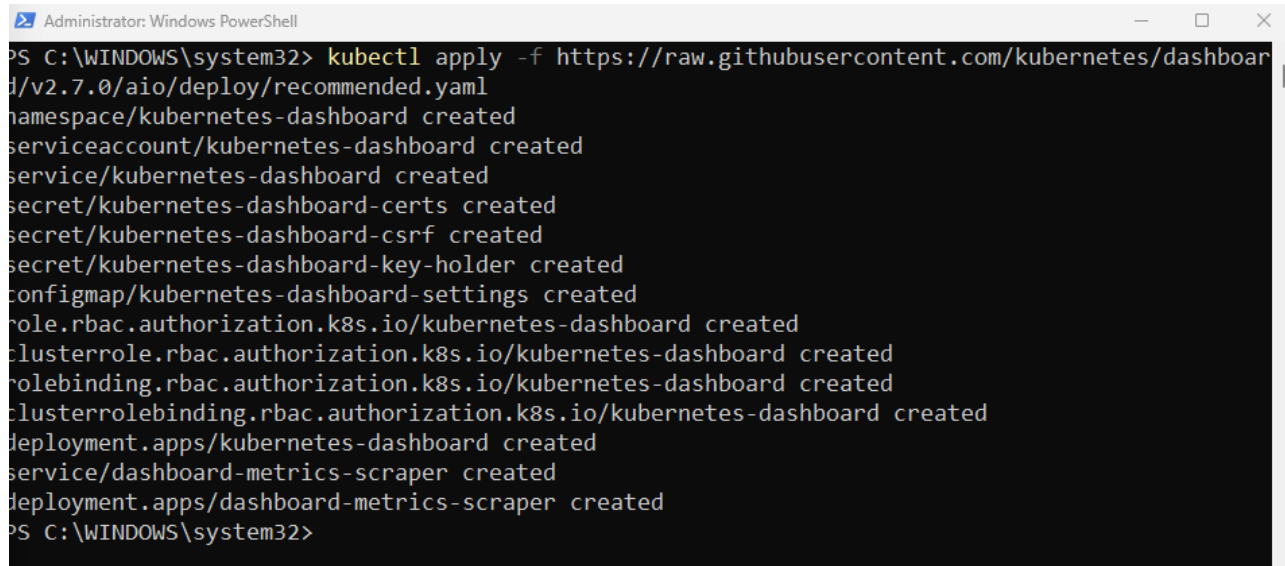 Administrator: Windows PowerShell
PS C:\WINDOWS\system32> kubectl apply -f https://raw.githubusercontent.com/kubernetes/dashboar
d/v2.7.0/aio/deploy/recommended.yaml
namespace/kubernetes-dashboard created
serviceaccount/kubernetes-dashboard created
service/kubernetes-dashboard created
secret/kubernetes-dashboard-certs created
secret/kubernetes-dashboard-csrf created
secret/kubernetes-dashboard-key-holder created
configmap/kubernetes-dashboard-settings created
role.rbac.authorization.k8s.io/kubernetes-dashboard created
clusterrole.rbac.authorization.k8s.io/kubernetes-dashboard created
rolebinding.rbac.authorization.k8s.io/kubernetes-dashboard created
clusterrolebinding.rbac.authorization.k8s.io/kubernetes-dashboard created
deployment.apps/kubernetes-dashboard created
service/dashboard-metrics-scraper created
deployment.apps/dashboard-metrics-scraper created
PS C:\WINDOWS\system32>